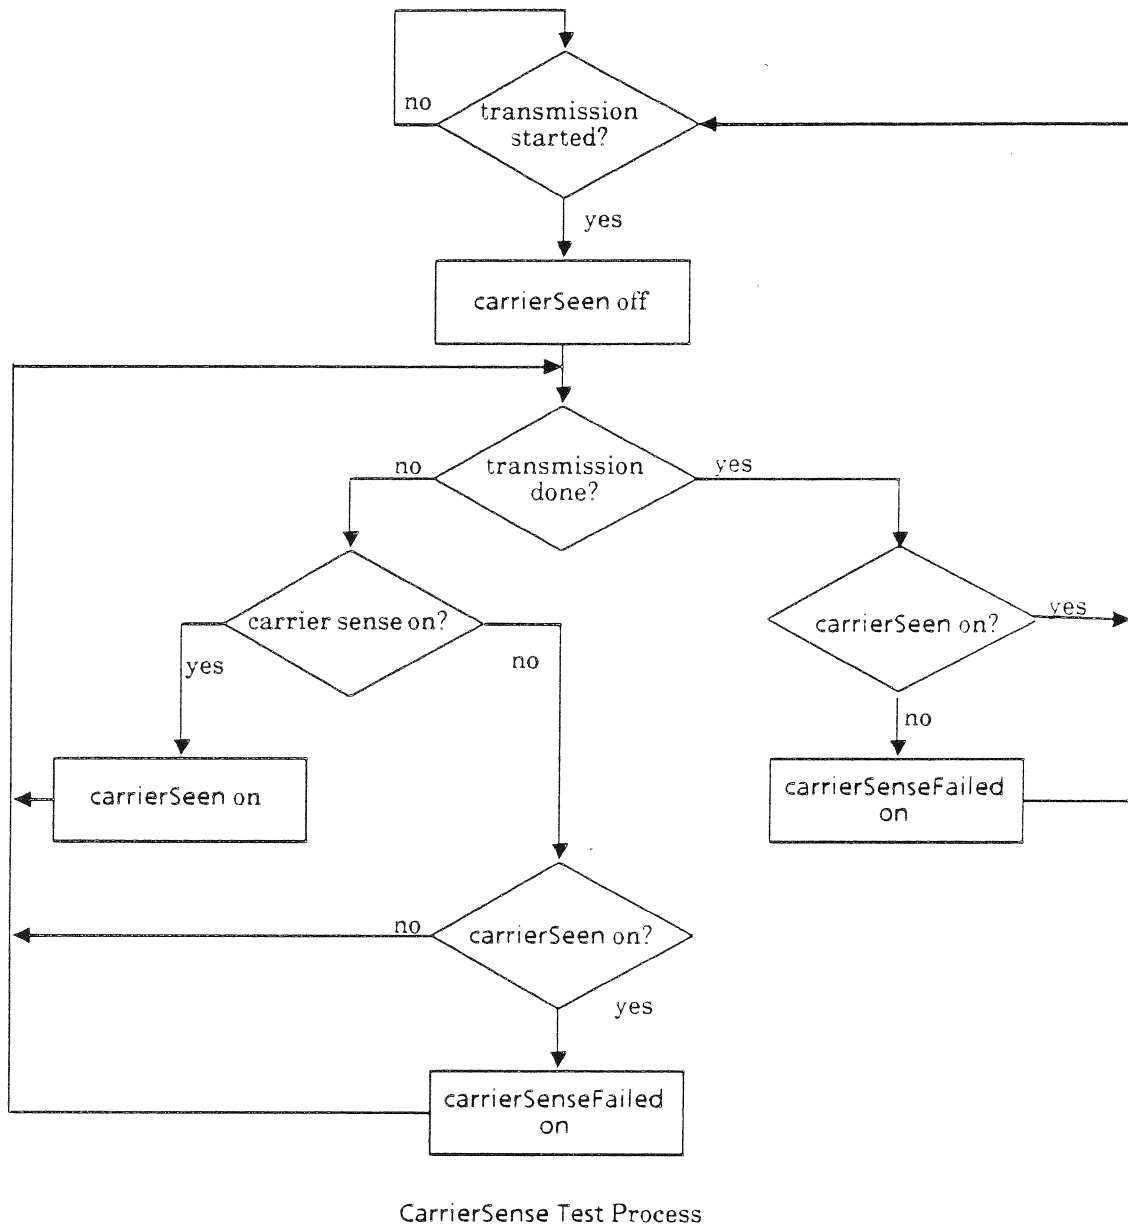 no
transmission
started?
yes
carrierSeen off
no
transmission
done?
yes
carrier sense on?
yes
no
carrierSeen on?
yes
no
carrierSeen on
carrierSenseFailed
on
no
carrierSeen on?
yes
carrierSenseFailed
on
CarrierSense Test Process